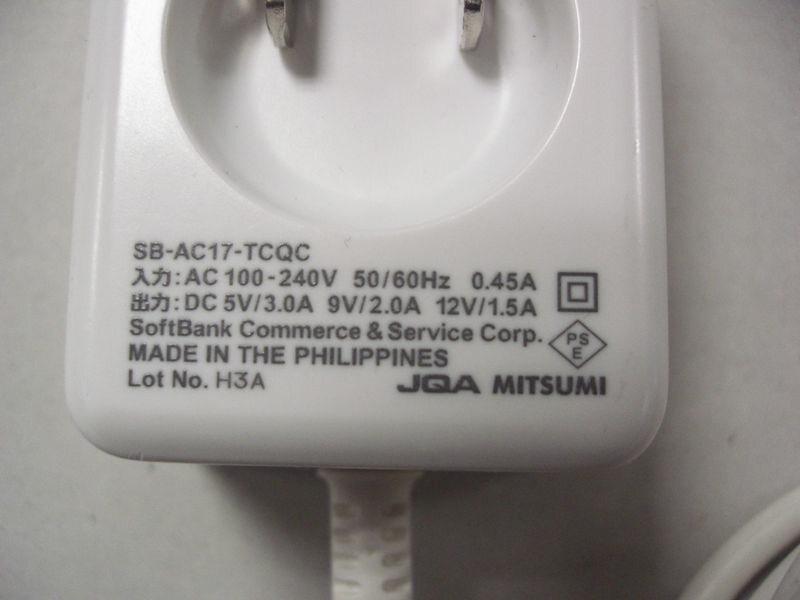 SB-AC17-TCQC
入力:AC 100-240V 50/60Hz 0.45A
出力:DC 5V/3.0A 9V/2.0A 12V/1.5A
SoftBank Commerce & Service Corp.
PS
E
MADE IN THE PHILIPPINES
Lot No. H3A JQA MITSUMI